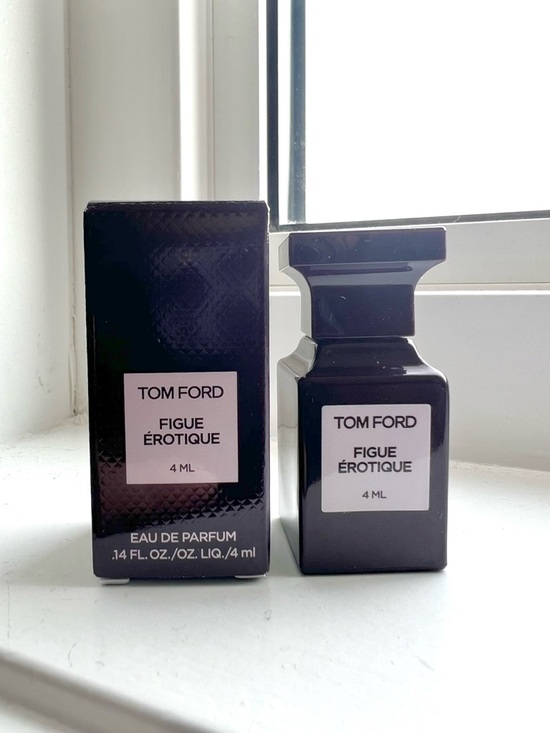 TOM FORD
FIGUE
ÉROTIQUE
4 ML
EAU DE PARFUM
.14 FL. OZ./OZ. LIQ./4 ml
TOM FORD
FIGUE
ÉROTIQUE
4 ML